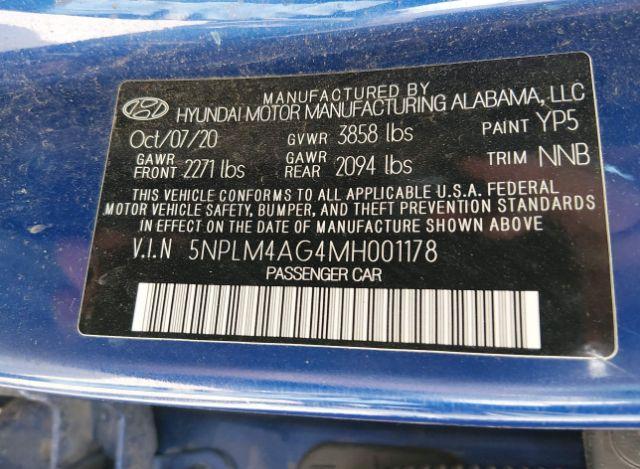 MANUFACTURED BY
HYUNDAI MOTOR MANUFACTURING ALABAMA, LLC
Oct/07/20 GVWR 3858 lbs PAINT YP5
GAWR FRONT 2271 lbs GAWR REAR 2094 lbs TRIM NNB
THIS VEHICLE CONFORMS TO ALL APPLICABLE U.S.A. FEDERAL
MOTOR VEHICLE SAFETY, BUMPER, AND THEFT PREVENTION STANDARDS
IN EFFECT ON THE DATE OF MANUFACTURE SHOWN ABOVE.
V.I.N 5NPLM4AG4MH001178
PASSENGER CAR